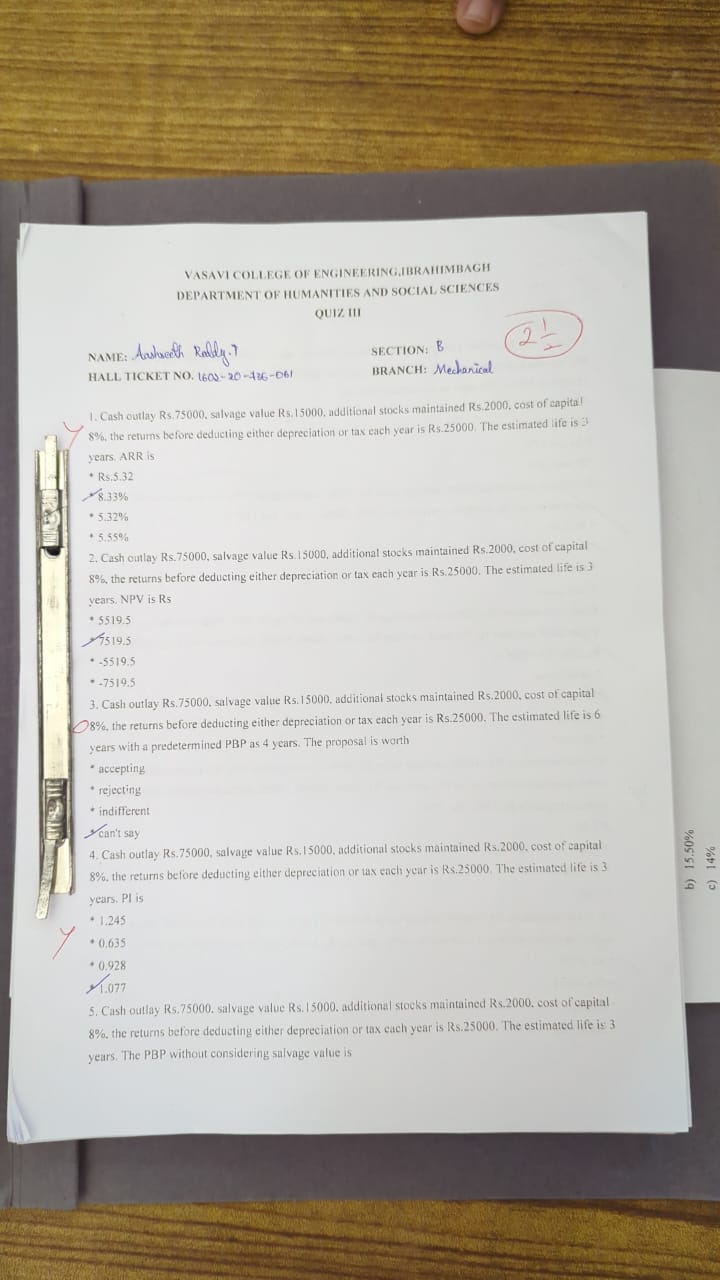 VASAVI COLLEGE OF ENGINEERING,IBRAHIMBAGH
DEPARTMENT OF HUMANITIES AND SOCIAL SCIENCES
QUIZ III
2 1/2
NAME: Reddy.T SECTION: B
HALL TICKET NO. 1602-20-736-061 BRANCH: Mechanical
1. Cash outlay Rs.75000, salvage value Rs.15000, additional stocks maintained Rs.2000, cost of capital
8%, the returns before deducting either depreciation or tax each year is Rs.25000. The estimated life is 3
years. ARR is
* Rs.5.32
* 8.33%
* 5.32%
* 5.55%
2. Cash outlay Rs.75000, salvage value Rs.15000, additional stocks maintained Rs.2000, cost of capital
8%, the returns before deducting either depreciation or tax each year is Rs.25000. The estimated life is 3
years. NPV is Rs
* 5519.5
* 7519.5
* -5519.5
* -7519.5
3. Cash outlay Rs.75000, salvage value Rs.15000, additional stocks maintained Rs.2000, cost of capital
8%, the returns before deducting either depreciation or tax each year is Rs.25000. The estimated life is 6
years with a predetermined PBP as 4 years. The proposal is worth
* accepting
* rejecting
* indifferent
* can't say
4. Cash outlay Rs.75000, salvage value Rs.15000, additional stocks maintained Rs.2000, cost of capital
8%, the returns before deducting either depreciation or tax each year is Rs.25000. The estimated life is 3
years. PI is
* 1.245
* 0.635
* 0.928
* 1.077
5. Cash outlay Rs.75000, salvage value Rs.15000, additional stocks maintained Rs.2000, cost of capital
8%, the returns before deducting either depreciation or tax each year is Rs.25000. The estimated life is 3
years. The PBP without considering salvage value is
b) 15.50%
c) 14%